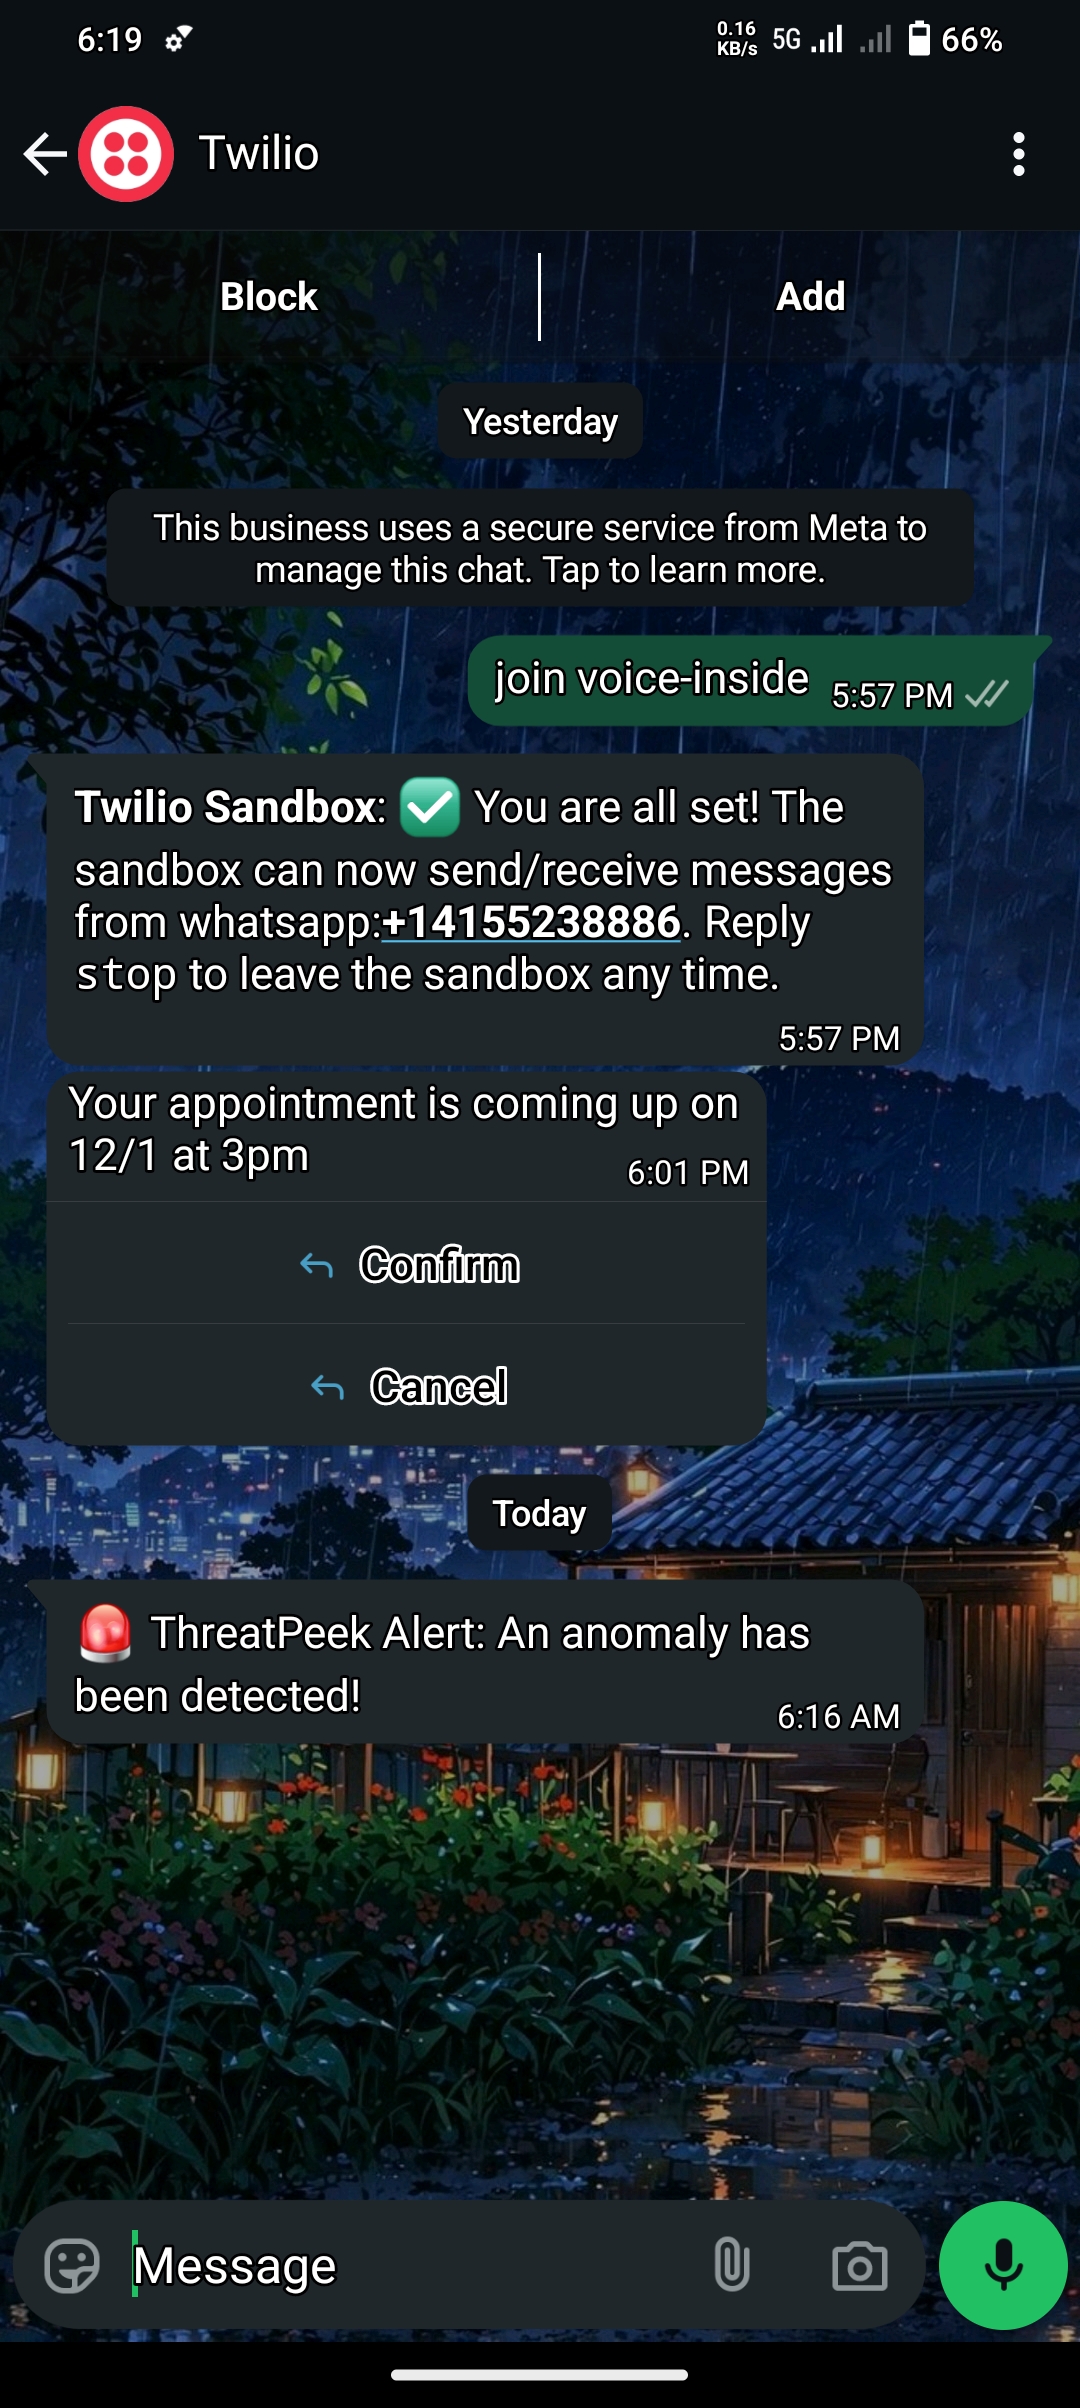 6:19
0.16
KB/s
5G
66%
Twilio
Block
Add
Yesterday
This business uses a secure service from Meta to
manage this chat. Tap to learn more.
join voice-inside 5:57 PM
Twilio Sandbox: ✅ You are all set! The
sandbox can now send/receive messages
from whatsapp:+14155238886. Reply
stop to leave the sandbox any time.
5:57 PM
Your appointment is coming up on
12/1 at 3pm
6:01 PM
Confirm
Cancel
Today
🚨 ThreatPeek Alert: An anomaly has
been detected!
6:16 AM
Message